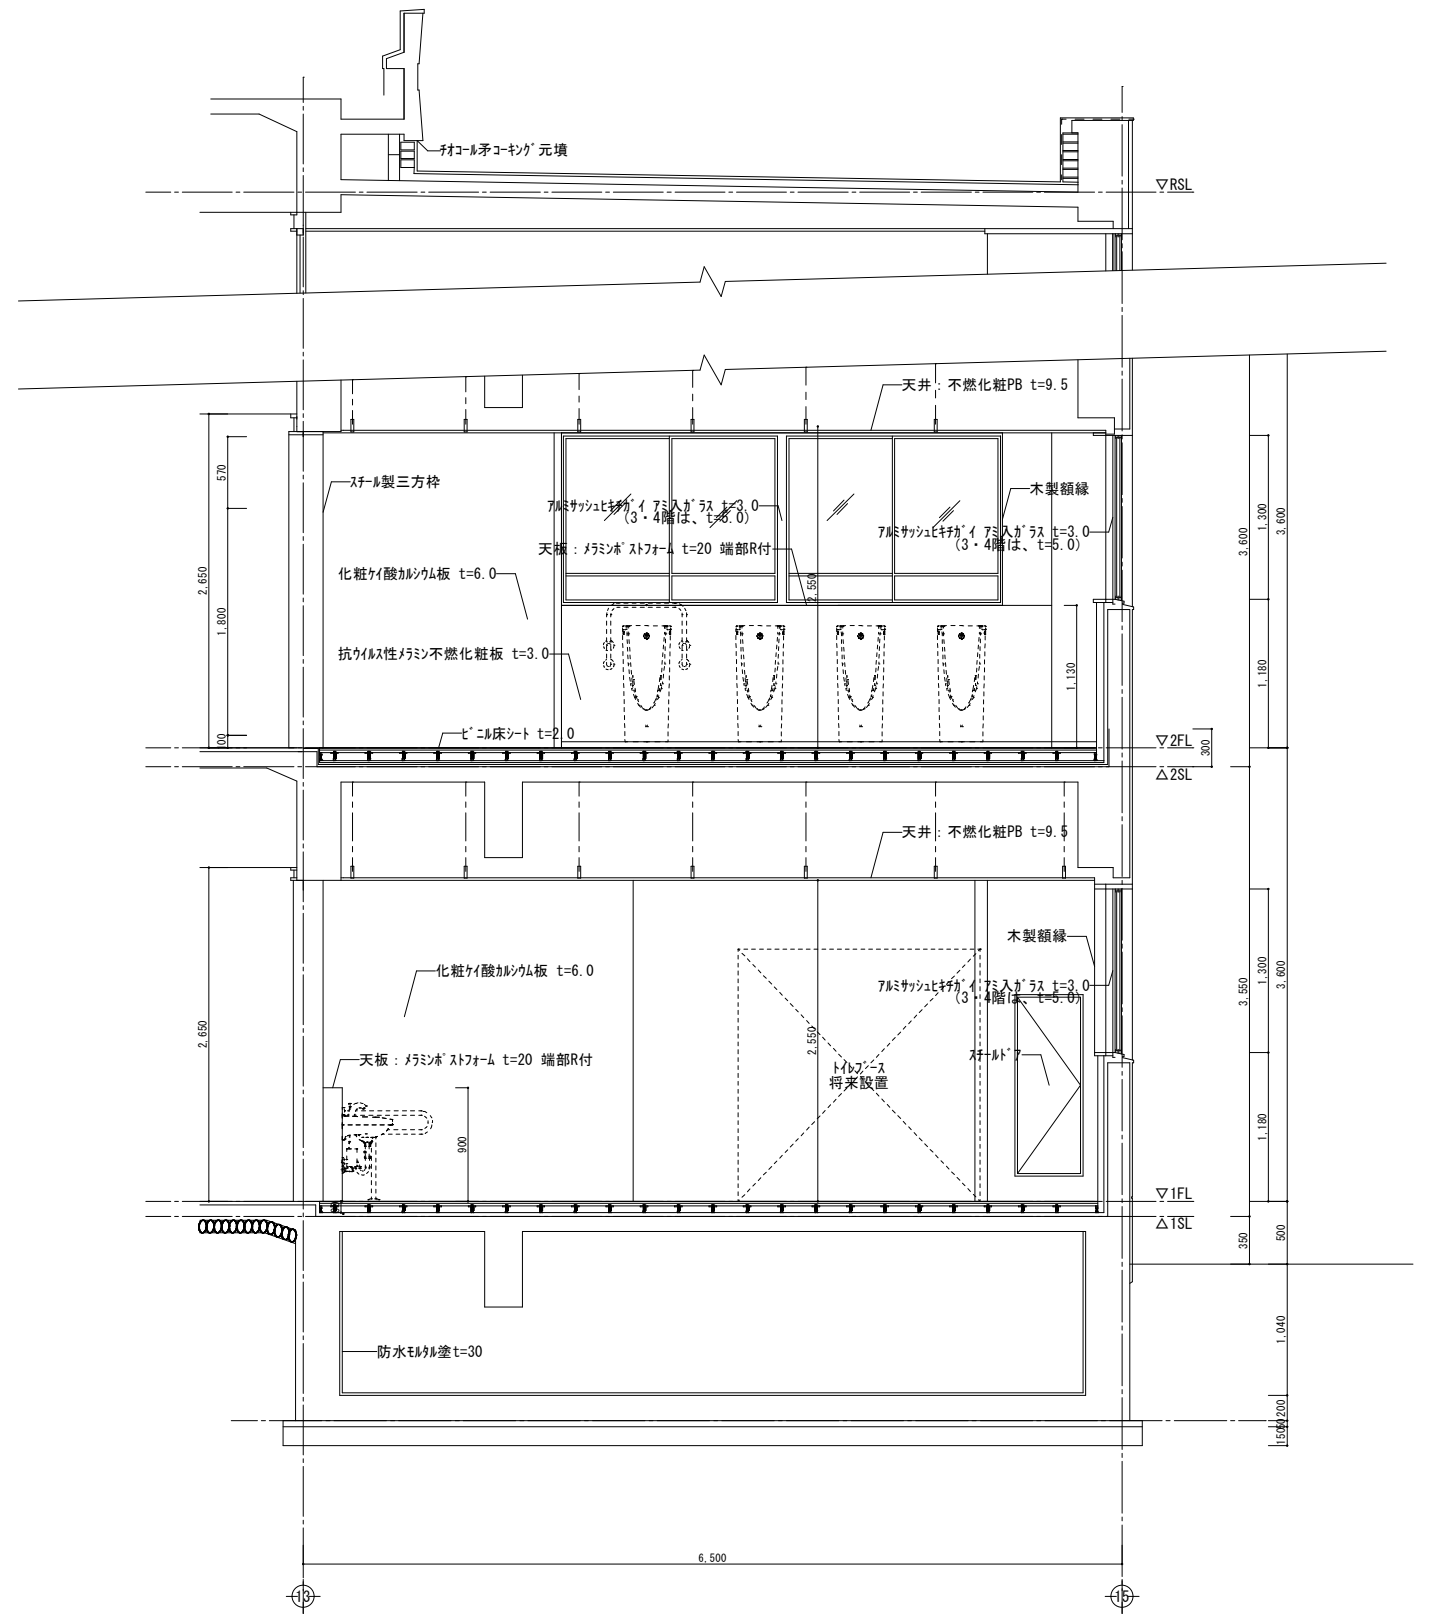 チオコール系コーキング元墳
▽RSL
天井：不燃化粧PB t=9.5
スチール製三方枠
木製額縁
アルミサッシュヒキチガイ アミ入ガラス t=3.0
（3・4階は、t=5.0）
アルミサッシュヒキチガイ アミ入ガラス t=3.0
（3・4階は、t=5.0）
天板：メラミンポストフォーム t=20 端部R付
化粧ケイ酸カルシウム板 t=6.0
抗ウイルス性メラミン不燃化粧板 t=3.0
ビニル床シート t=2.0
2,650
570
1,800
2,550
1,130
1,300
1,180
3,600
3,600
300
▽2FL
△2SL
天井：不燃化粧PB t=9.5
木製額縁
化粧ケイ酸カルシウム板 t=6.0
アルミサッシュヒキチガイ アミ入ガラス t=3.0
（3・4階は、t=5.0）
天板：メラミンポストフォーム t=20 端部R付
トイレブース
将来設置
スチールドア
2,650
900
2,550
3,550
1,300
1,180
3,600
▽1FL
△1SL
350
500
防水モルタル塗t=30
1,040
200
50
150
6,500
13
15